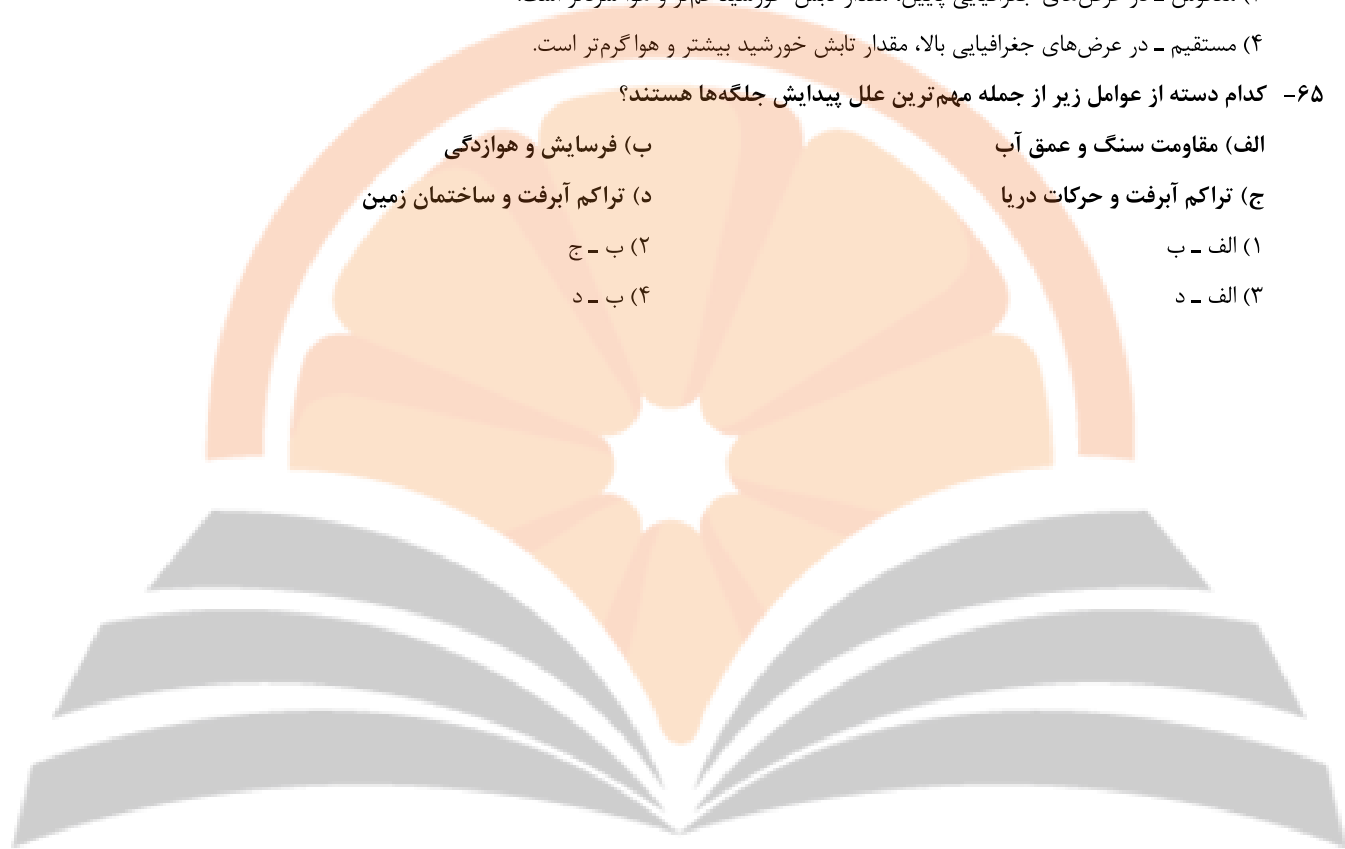 ۴) مستقیم ـ در عرض‌های جغرافیایی بالا، مقدار تابش خورشید بیشتر و هوا گرم‌تر است.
۶۵- کدام دسته از عوامل زیر از جمله مهم‌ترین علل پیدایش جلگه‌ها هستند؟
الف) مقاومت سنگ و عمق آب ب) فرسایش و هوازدگی
ج) تراکم آبرفت و حرکات دریا د) تراکم آبرفت و ساختمان زمین
۱) الف ـ ب ۲) ب ـ ج
۳) الف ـ د ۴) ب ـ د